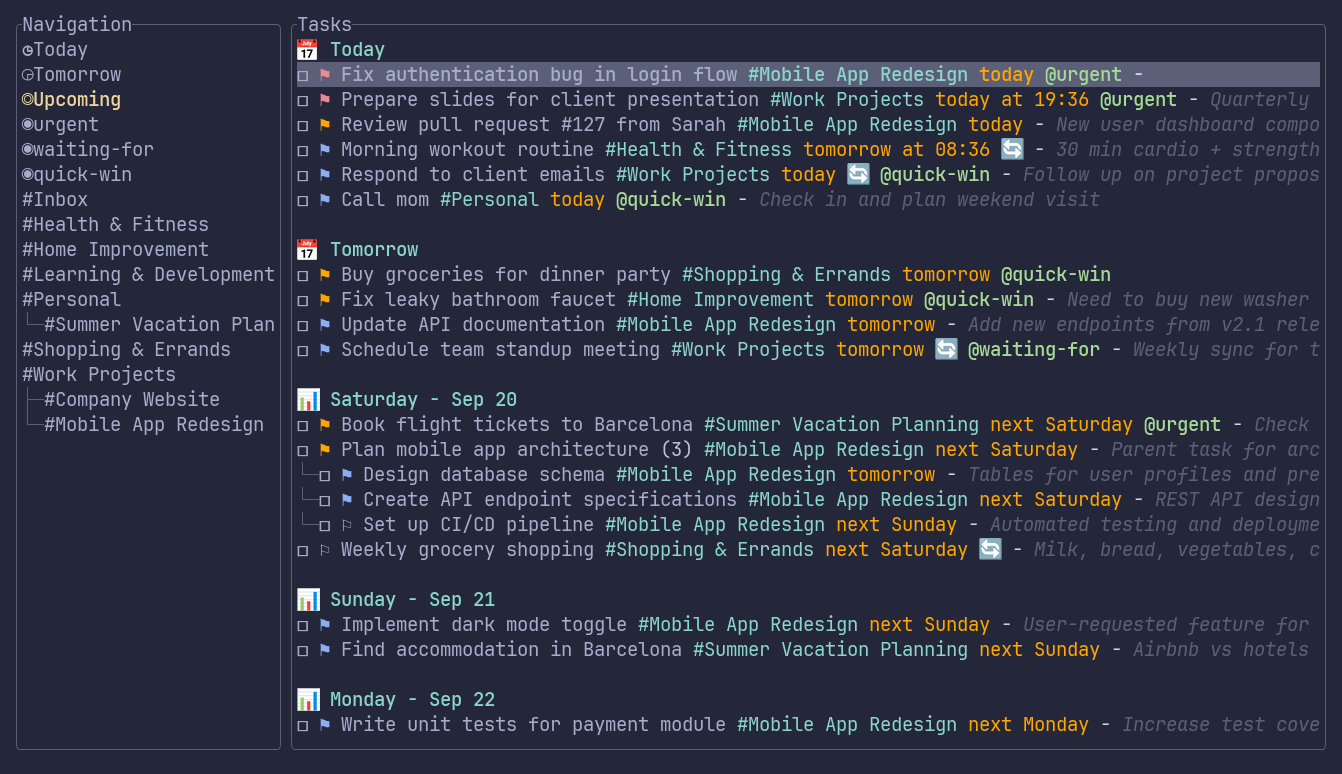 Navigation
Today
Tomorrow
Upcoming
urgent
waiting-for
quick-win
#Inbox
#Health & Fitness
#Home Improvement
#Learning & Development
#Personal
#Summer Vacation Plan
#Shopping & Errands
#Work Projects
#Company Website
#Mobile App Redesign
Tasks
📅 Today
□ ⚑ Fix authentication bug in login flow #Mobile App Redesign today @urgent -
□ ⚑ Prepare slides for client presentation #Work Projects today at 19:36 @urgent - Quarterly
□ ⚑ Review pull request #127 from Sarah #Mobile App Redesign today - New user dashboard compo
□ ⚑ Morning workout routine #Health & Fitness tomorrow at 08:36 🔄 - 30 min cardio + strength
□ ⚑ Respond to client emails #Work Projects today 🔄 @quick-win - Follow up on project propos
□ ⚑ Call mom #Personal today @quick-win - Check in and plan weekend visit
📅 Tomorrow
□ ⚑ Buy groceries for dinner party #Shopping & Errands tomorrow @quick-win
□ ⚑ Fix leaky bathroom faucet #Home Improvement tomorrow @quick-win - Need to buy new washer
□ ⚑ Update API documentation #Mobile App Redesign tomorrow - Add new endpoints from v2.1 rele
□ ⚑ Schedule team standup meeting #Work Projects tomorrow 🔄 @waiting-for - Weekly sync for t
📊 Saturday - Sep 20
□ ⚑ Book flight tickets to Barcelona #Summer Vacation Planning next Saturday @urgent - Check
□ ⚑ Plan mobile app architecture (3) #Mobile App Redesign next Saturday - Parent task for arc
└─□ ⚑ Design database schema #Mobile App Redesign tomorrow - Tables for user profiles and pre
└─□ ⚑ Create API endpoint specifications #Mobile App Redesign next Saturday - REST API design
└─□ ⚐ Set up CI/CD pipeline #Mobile App Redesign next Sunday - Automated testing and deployme
□ ⚐ Weekly grocery shopping #Shopping & Errands next Saturday 🔄 - Milk, bread, vegetables, c
📊 Sunday - Sep 21
□ ⚑ Implement dark mode toggle #Mobile App Redesign next Sunday - User-requested feature for
□ ⚑ Find accommodation in Barcelona #Summer Vacation Planning next Sunday - Airbnb vs hotels
📊 Monday - Sep 22
□ ⚑ Write unit tests for payment module #Mobile App Redesign next Monday - Increase test cove